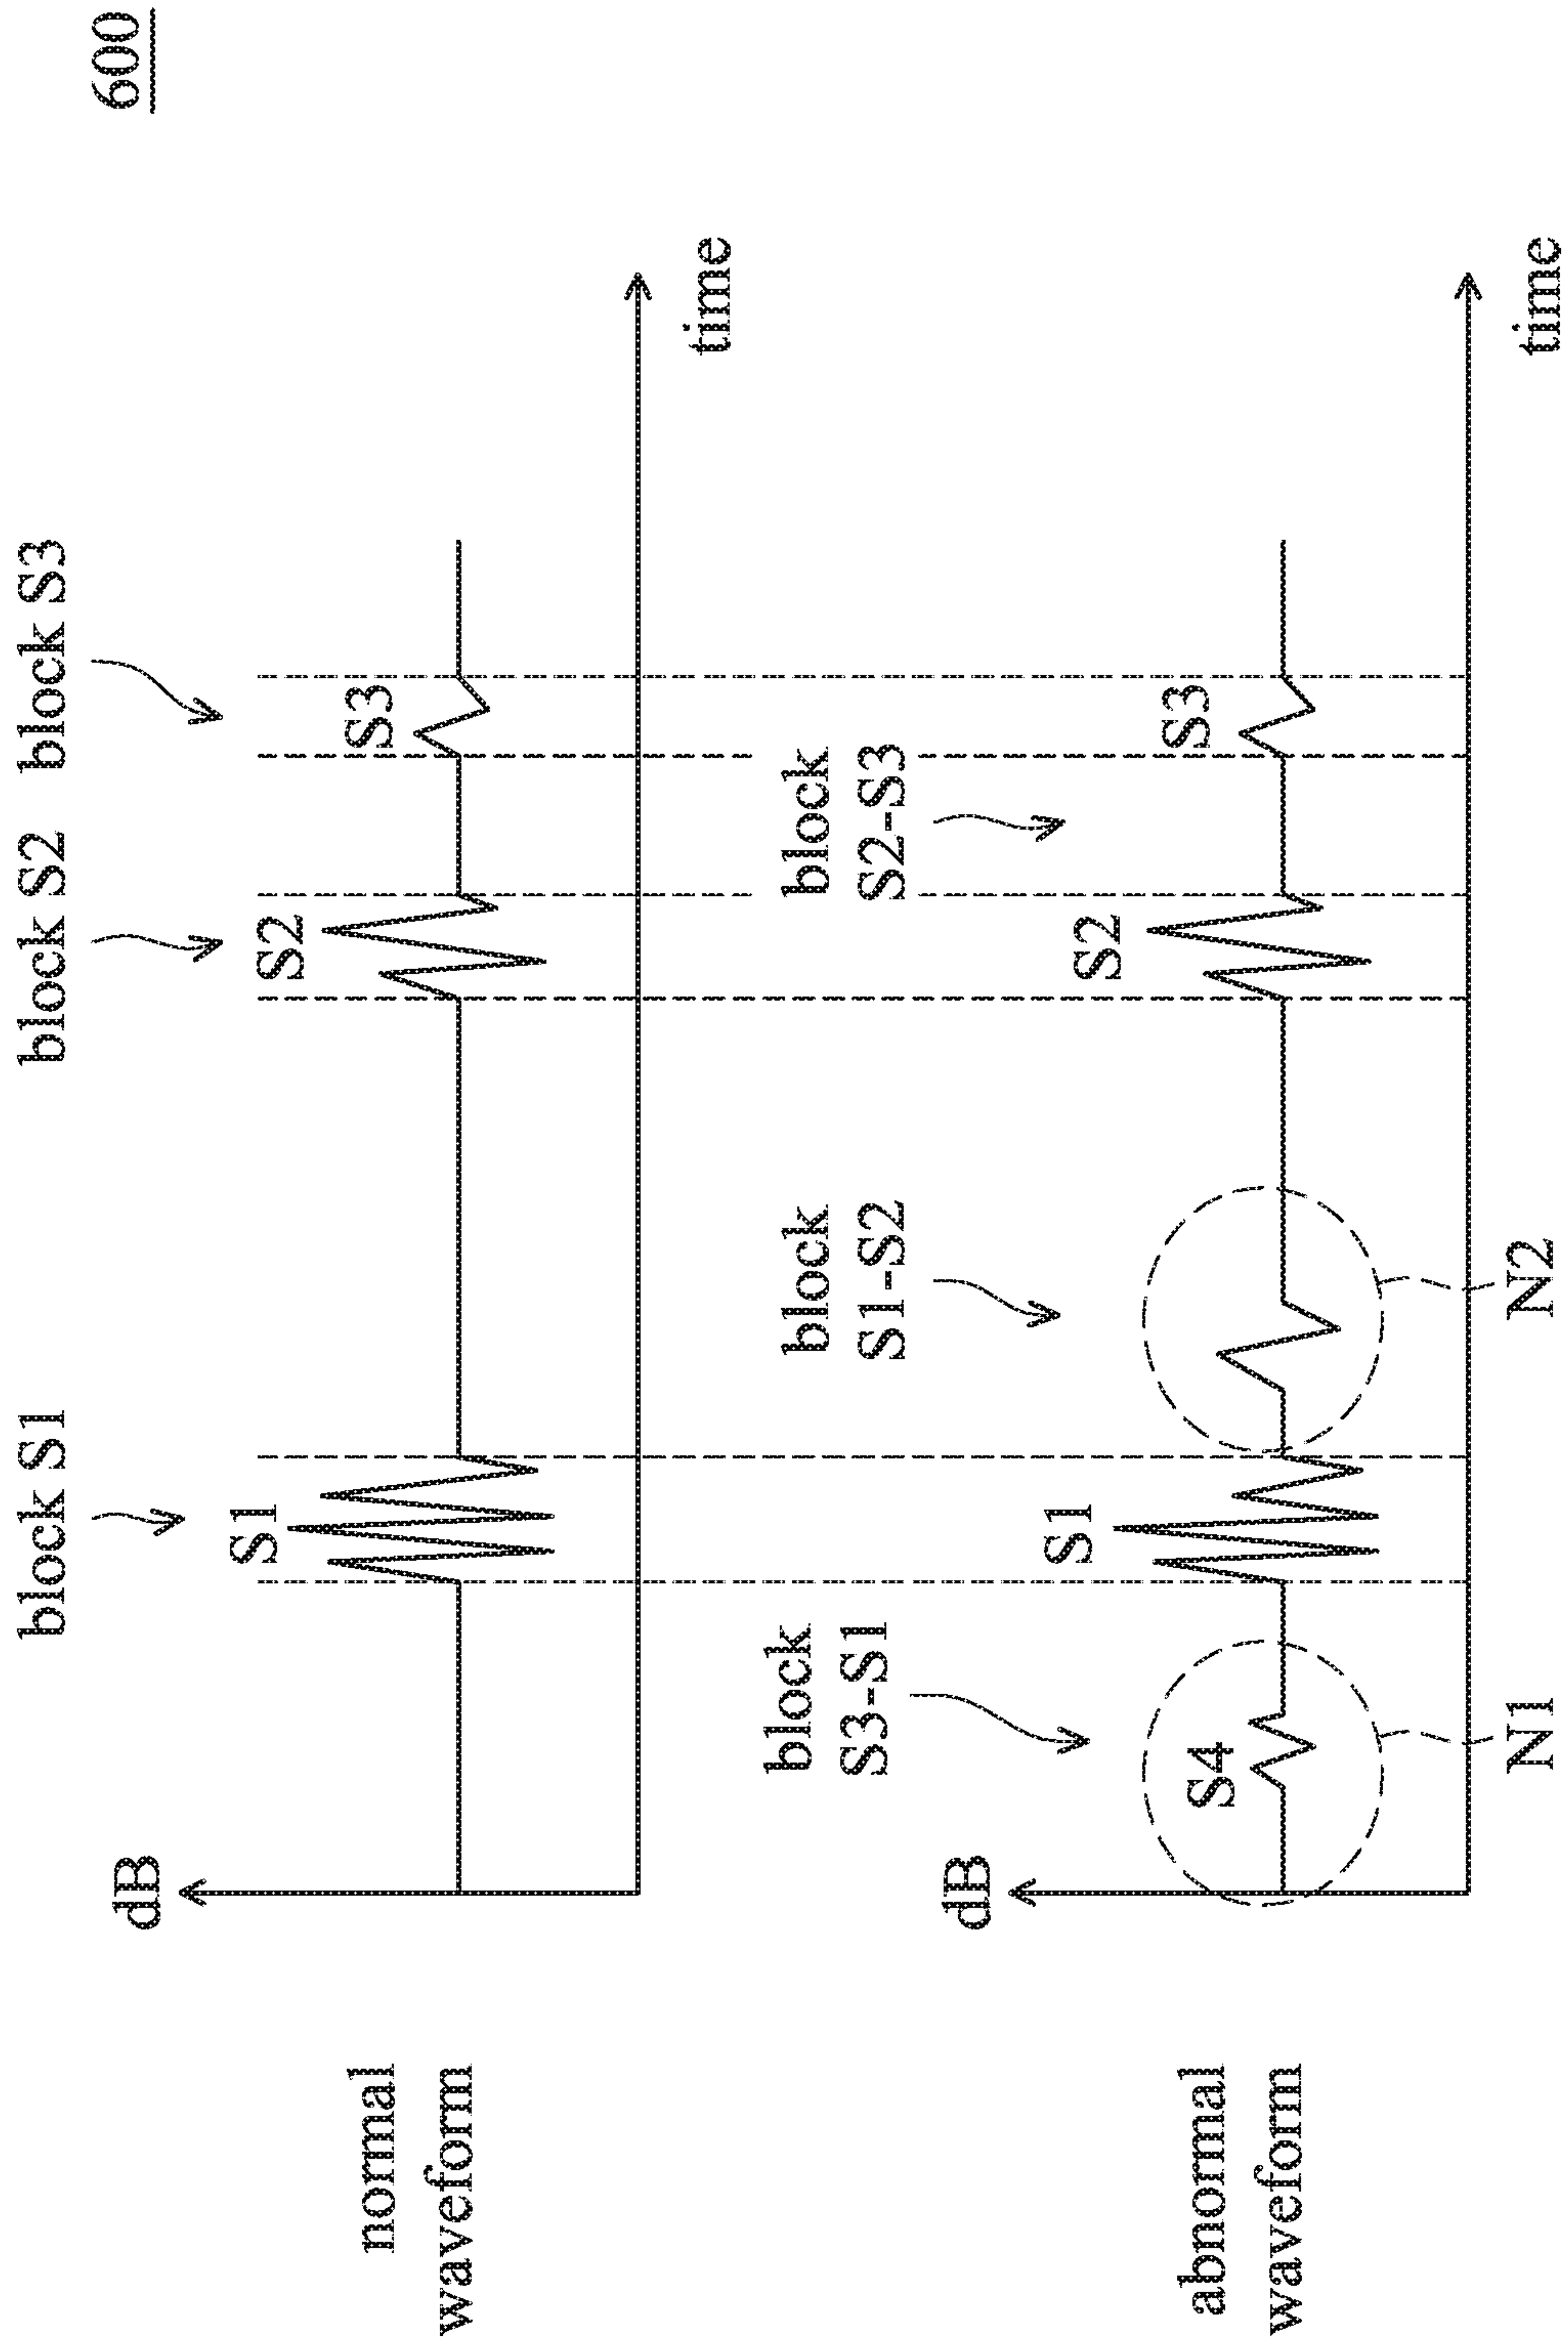 600
block S1
block S2
block S3
dB
S1
S2
S3
normal
waveform
time
block
S3-S1
block
S1-S2
block
S2-S3
dB
S4
S1
S2
S3
abnormal
waveform
N1
N2
time